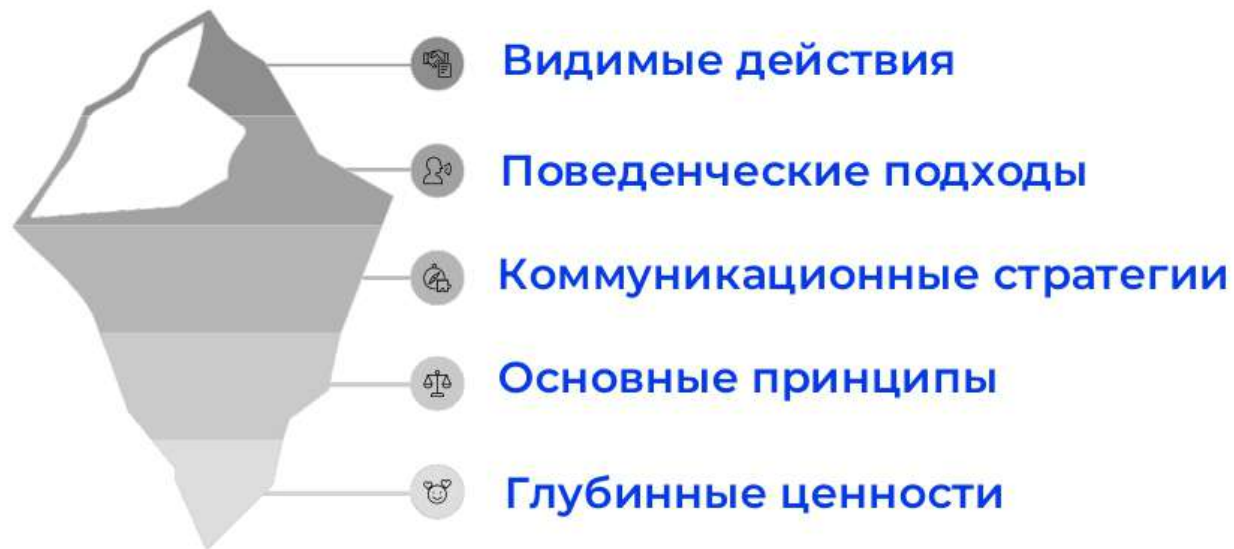 Видимые действия
Поведенческие подходы
Коммуникационные стратегии
Основные принципы
Глубинные ценности